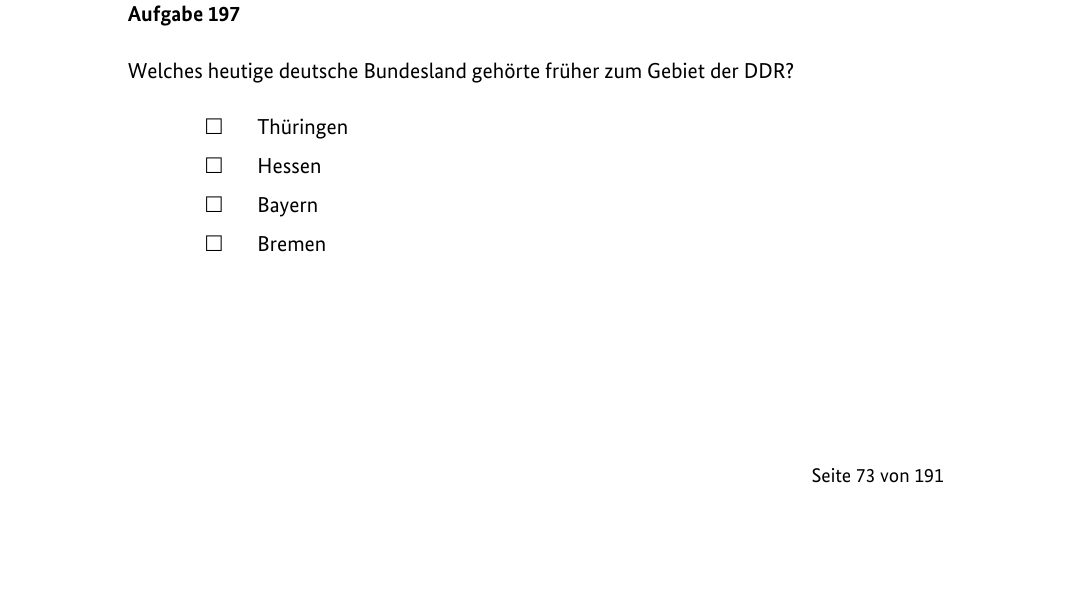 Aufgabe 197
Welches heutige deutsche Bundesland gehörte früher zum Gebiet der DDR?
☐ Thüringen
☐ Hessen
☐ Bayern
☐ Bremen
Seite 73 von 191